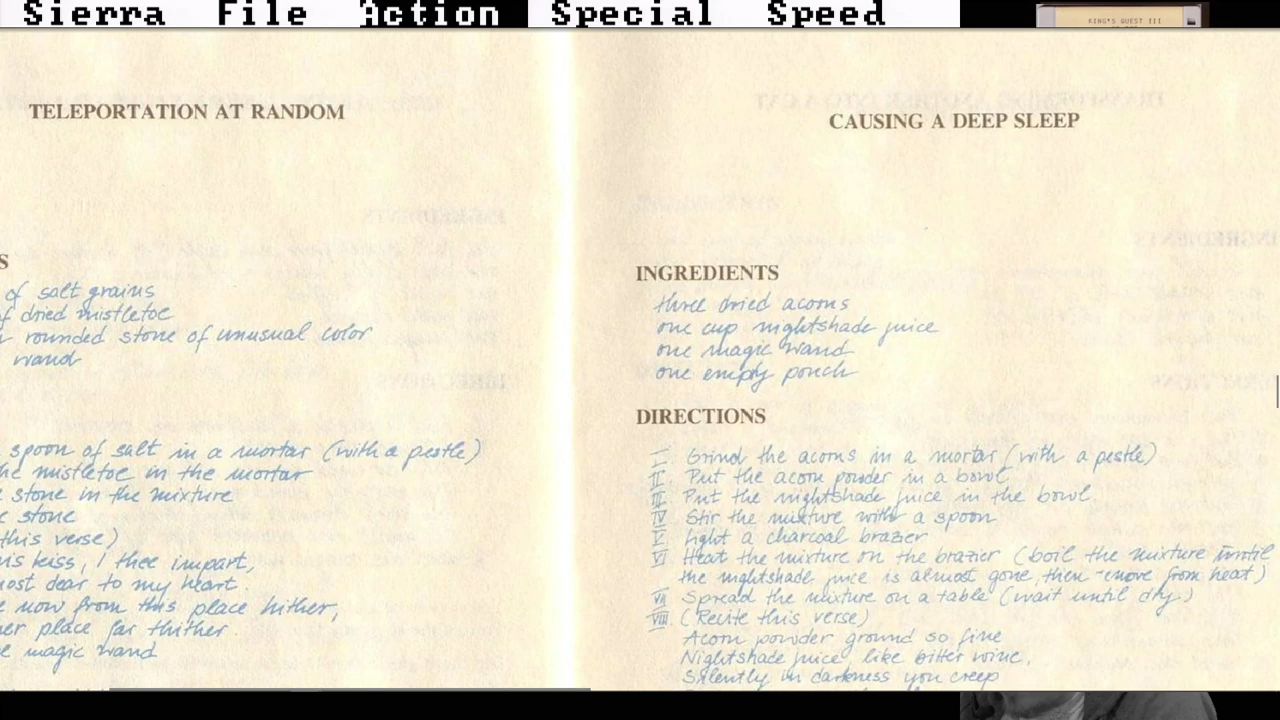 Sierra File Action Special Speed
KING'S QUEST III
TELEPORTATION AT RANDOM
S
of salt grains
of dried mistletoe
rounded stone of unusual color
wand
spoon of salt in a mortar (with a pestle)
the mistletoe in the mortar
stone in the mixture
stone
this verse)
his kiss, I thee impart,
most dear to my heart.
now from this place hither,
her place far thither.
magic wand
CAUSING A DEEP SLEEP
INGREDIENTS
three dried acorns
one cup nightshade juice
one magic wand
one empty pouch
DIRECTIONS
I. Grind the acorns in a mortar (with a pestle)
II. Put the acorn powder in a bowl
III. Put the nightshade juice in the bowl.
IV. Stir the mixture with a spoon
V. Light a charcoal brazier
VI. Heat the mixture on the brazier (boil the mixture until
the nightshade juice is almost gone, then remove from heat)
VII. Spread the mixture on a table (wait until dry.)
VIII. (Recite this verse)
Acorn powder ground so fine
Nightshade juice, like bitter wine,
Silently in darkness you creep